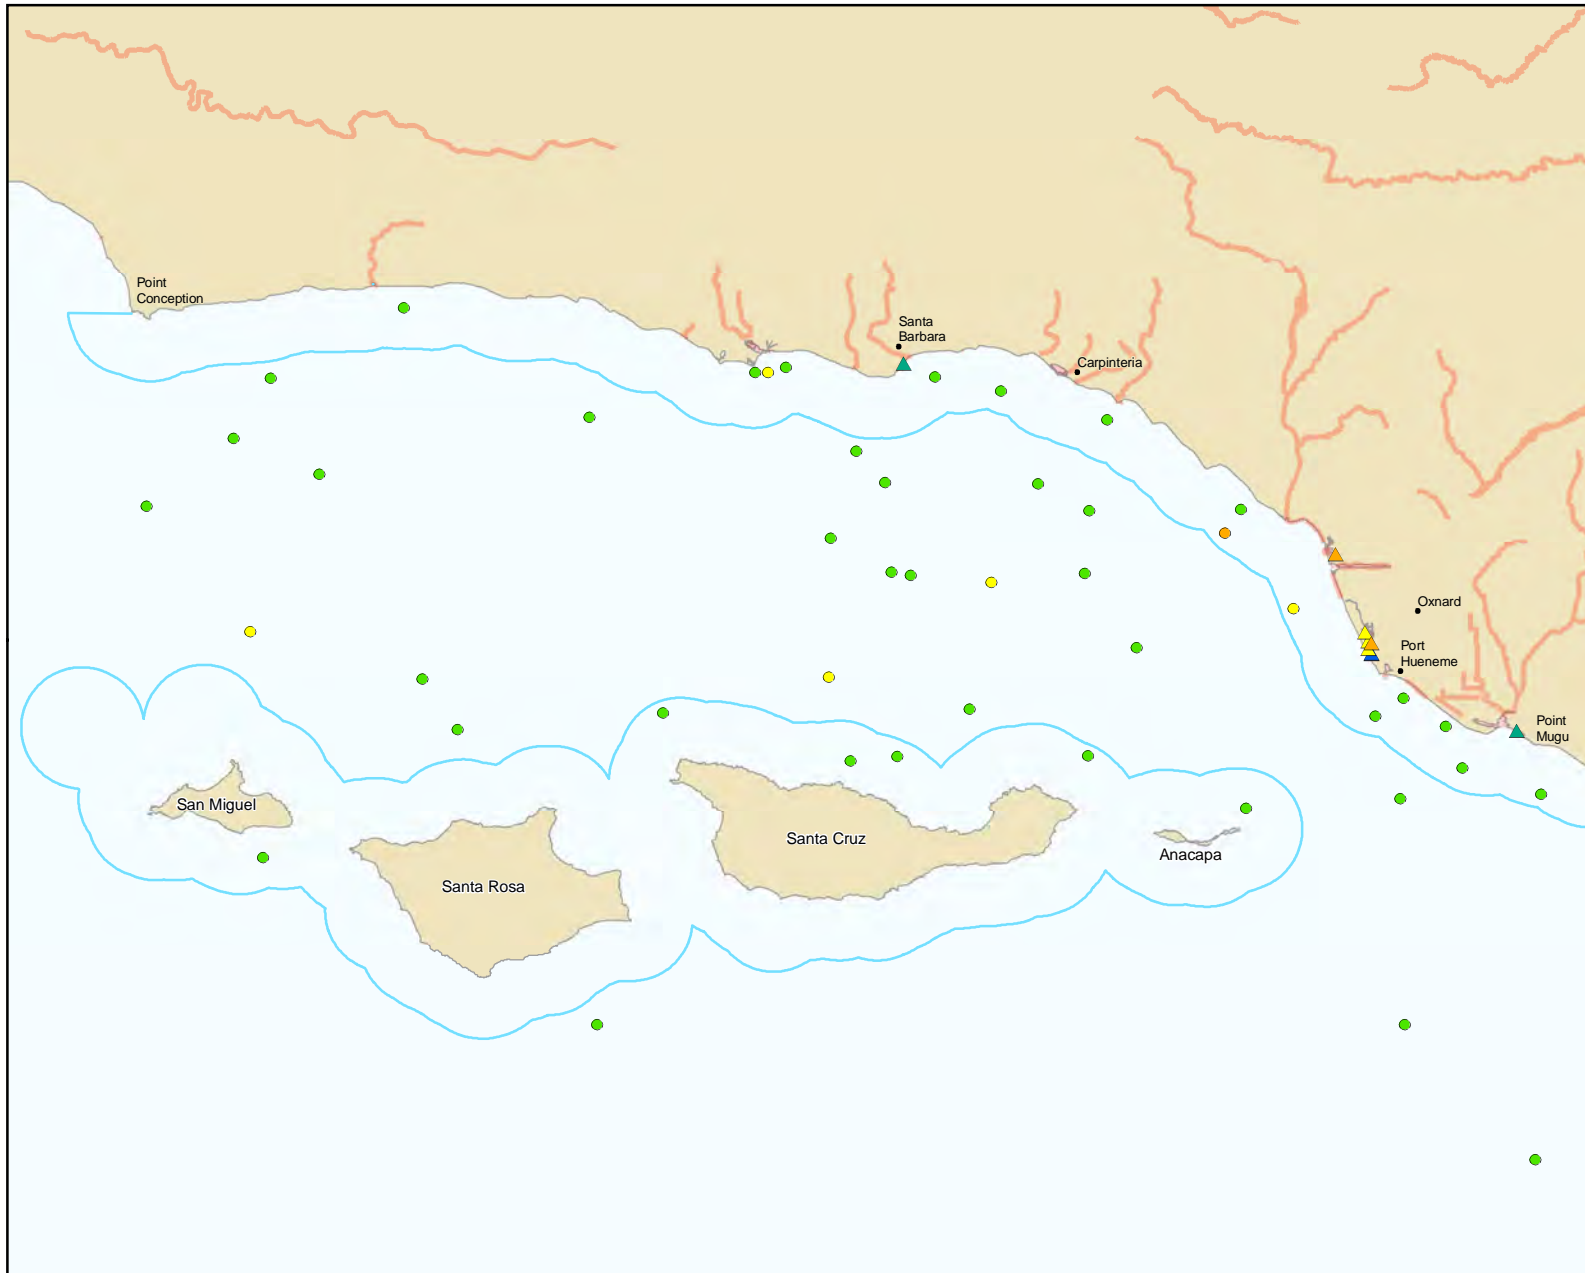 Point
Conception
Santa
Barbara
Carpinteria
Oxnard
Port
Hueneme
Point
Mugu
San Miguel
Santa Cruz
Anacapa
Santa Rosa